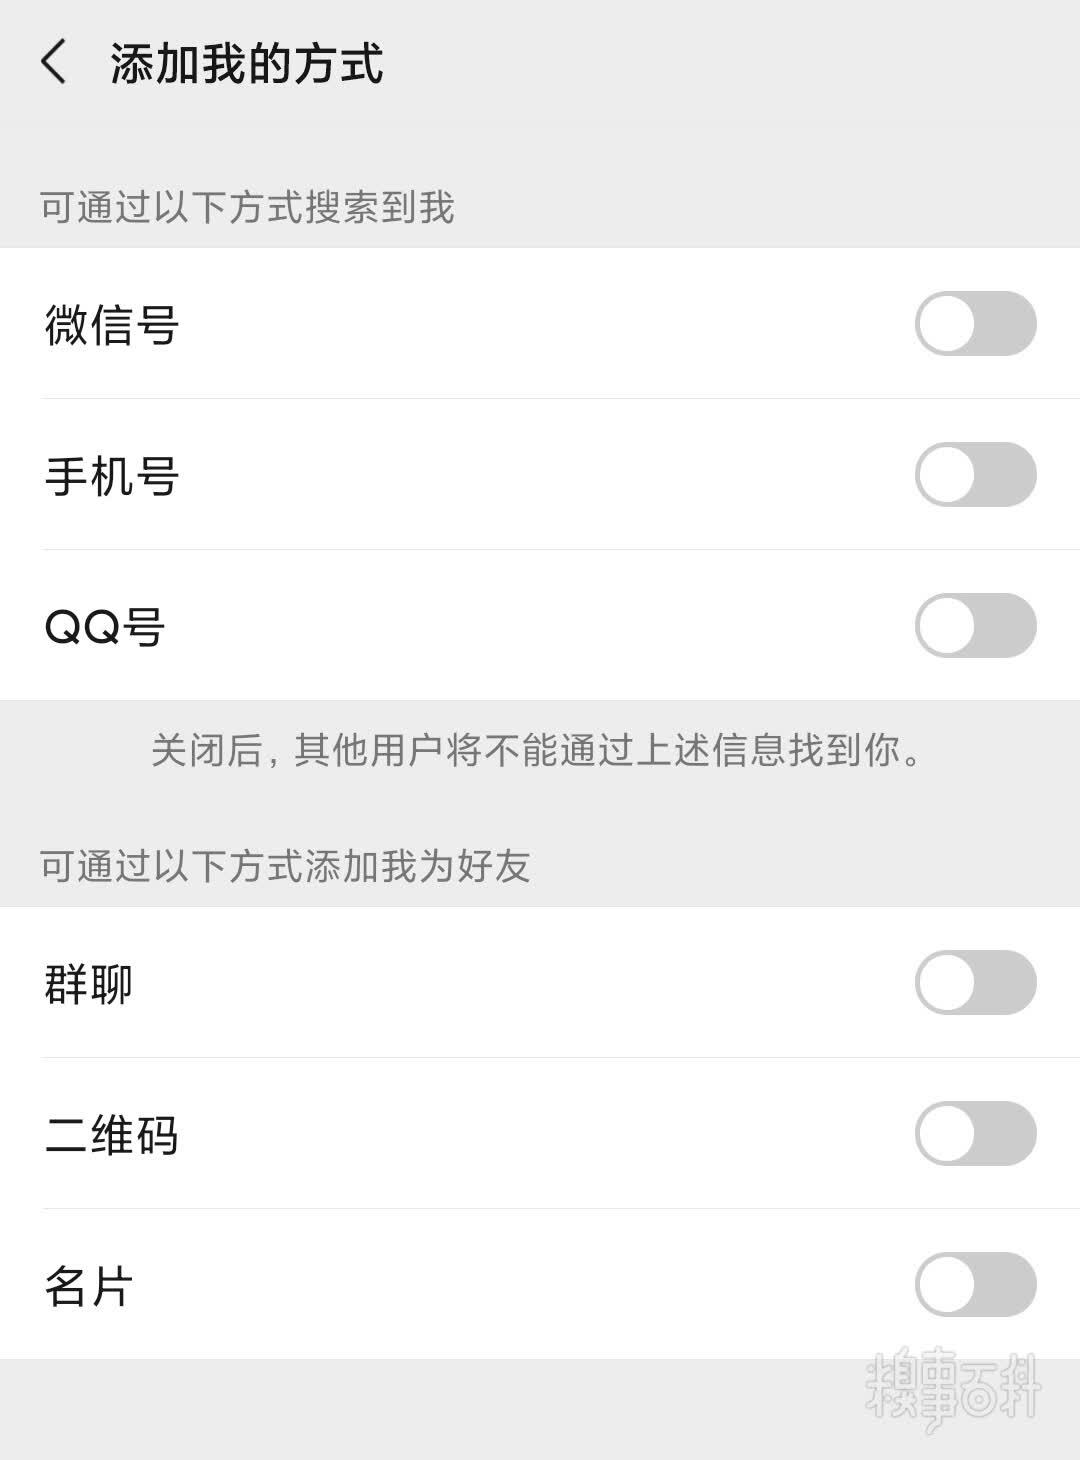 添加我的方式
可通过以下方式搜索到我
微信号
手机号
QQ号
关闭后, 其他用户将不能通过上述信息找到你。
可通过以下方式添加我为好友
群聊
二维码
名片
糗事百科